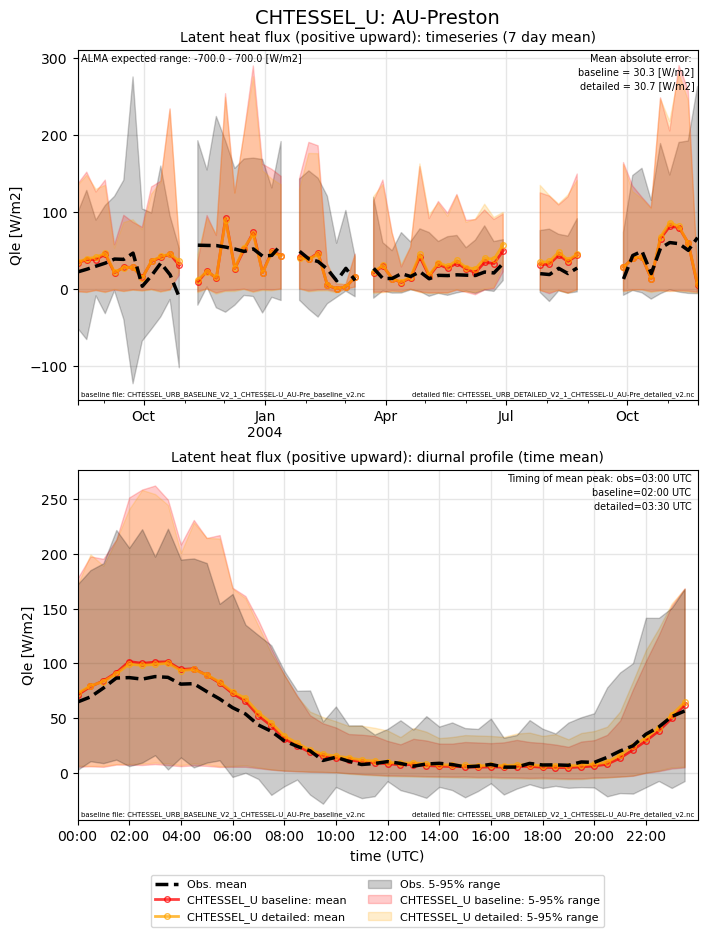 CHTESSEL_U: AU-Preston
Latent heat flux (positive upward): timeseries (7 day mean)
ALMA expected range: -700.0 - 700.0 [W/m2]
Mean absolute error:
baseline = 30.3 [W/m2]
detailed = 30.7 [W/m2]
Qle [W/m2]
300
200
100
0
−100
baseline file: CHTESSEL_URB_BASELINE_V2_1_CHTESSEL-U_AU-Pre_baseline_v2.nc
detailed file: CHTESSEL_URB_DETAILED_V2_1_CHTESSEL-U_AU-Pre_detailed_v2.nc
Oct Jan Apr Jul Oct
2004
Latent heat flux (positive upward): diurnal profile (time mean)
Timing of mean peak: obs=03:00 UTC
baseline=02:00 UTC
detailed=03:30 UTC
Qle [W/m2]
250
200
150
100
50
0
baseline file: CHTESSEL_URB_BASELINE_V2_1_CHTESSEL-U_AU-Pre_baseline_v2.nc
detailed file: CHTESSEL_URB_DETAILED_V2_1_CHTESSEL-U_AU-Pre_detailed_v2.nc
00:00 02:00 04:00 06:00 08:00 10:00 12:00 14:00 16:00 18:00 20:00 22:00
time (UTC)
Obs. mean
CHTESSEL_U baseline: mean
CHTESSEL_U detailed: mean
Obs. 5-95% range
CHTESSEL_U baseline: 5-95% range
CHTESSEL_U detailed: 5-95% range